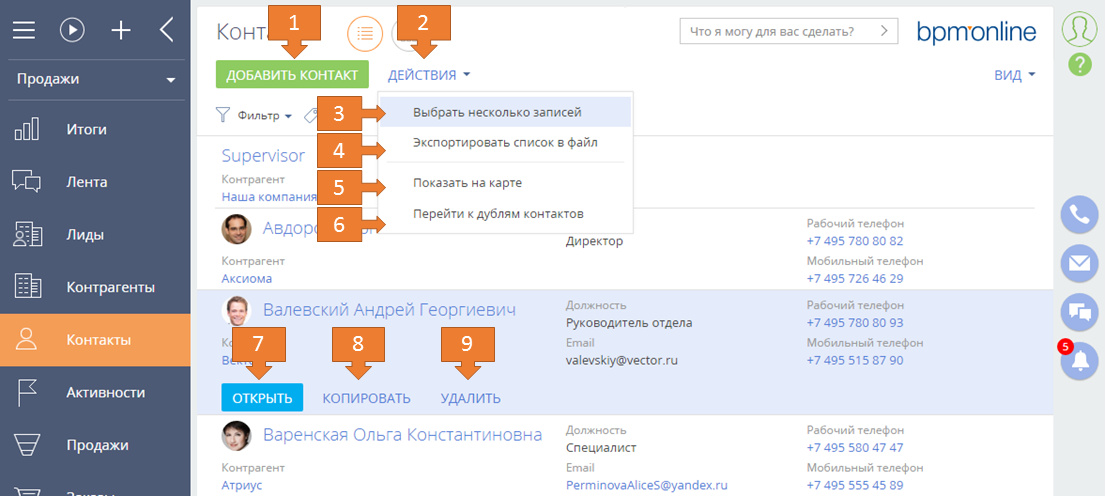 Продажи
Итоги
Лента
Лиды
Контрагенты
Контакты
Активности
Продажи
Конта
1
2
Что я могу для вас сделать?
bpm'online
ДОБАВИТЬ КОНТАКТ
ДЕЙСТВИЯ
ВИД
?
Фильтр
3
Выбрать несколько записей
4
Экспортировать список в файл
5
Показать на карте
6
Перейти к дублям контактов
Supervisor
Контрагент
Наша компания
Директор
Рабочий телефон
+7 495 780 80 82
Контрагент
Мобильный телефон
Аксиома
+7 495 726 46 29
Валевский Андрей Георгиевич
Должность
Рабочий телефон
Руководитель отдела
+7 495 780 80 93
Email
Мобильный телефон
valevskiy@vector.ru
+7 495 515 87 90
5
7
8
9
ОТКРЫТЬ
КОПИРОВАТЬ
УДАЛИТЬ
Варенская Ольга Константиновна
Должность
Рабочий телефон
Специалист
+7 495 580 47 47
Контрагент
Email
Мобильный телефон
Атриус
PerminovaAliceS@yandex.ru
+7 495 555 45 89